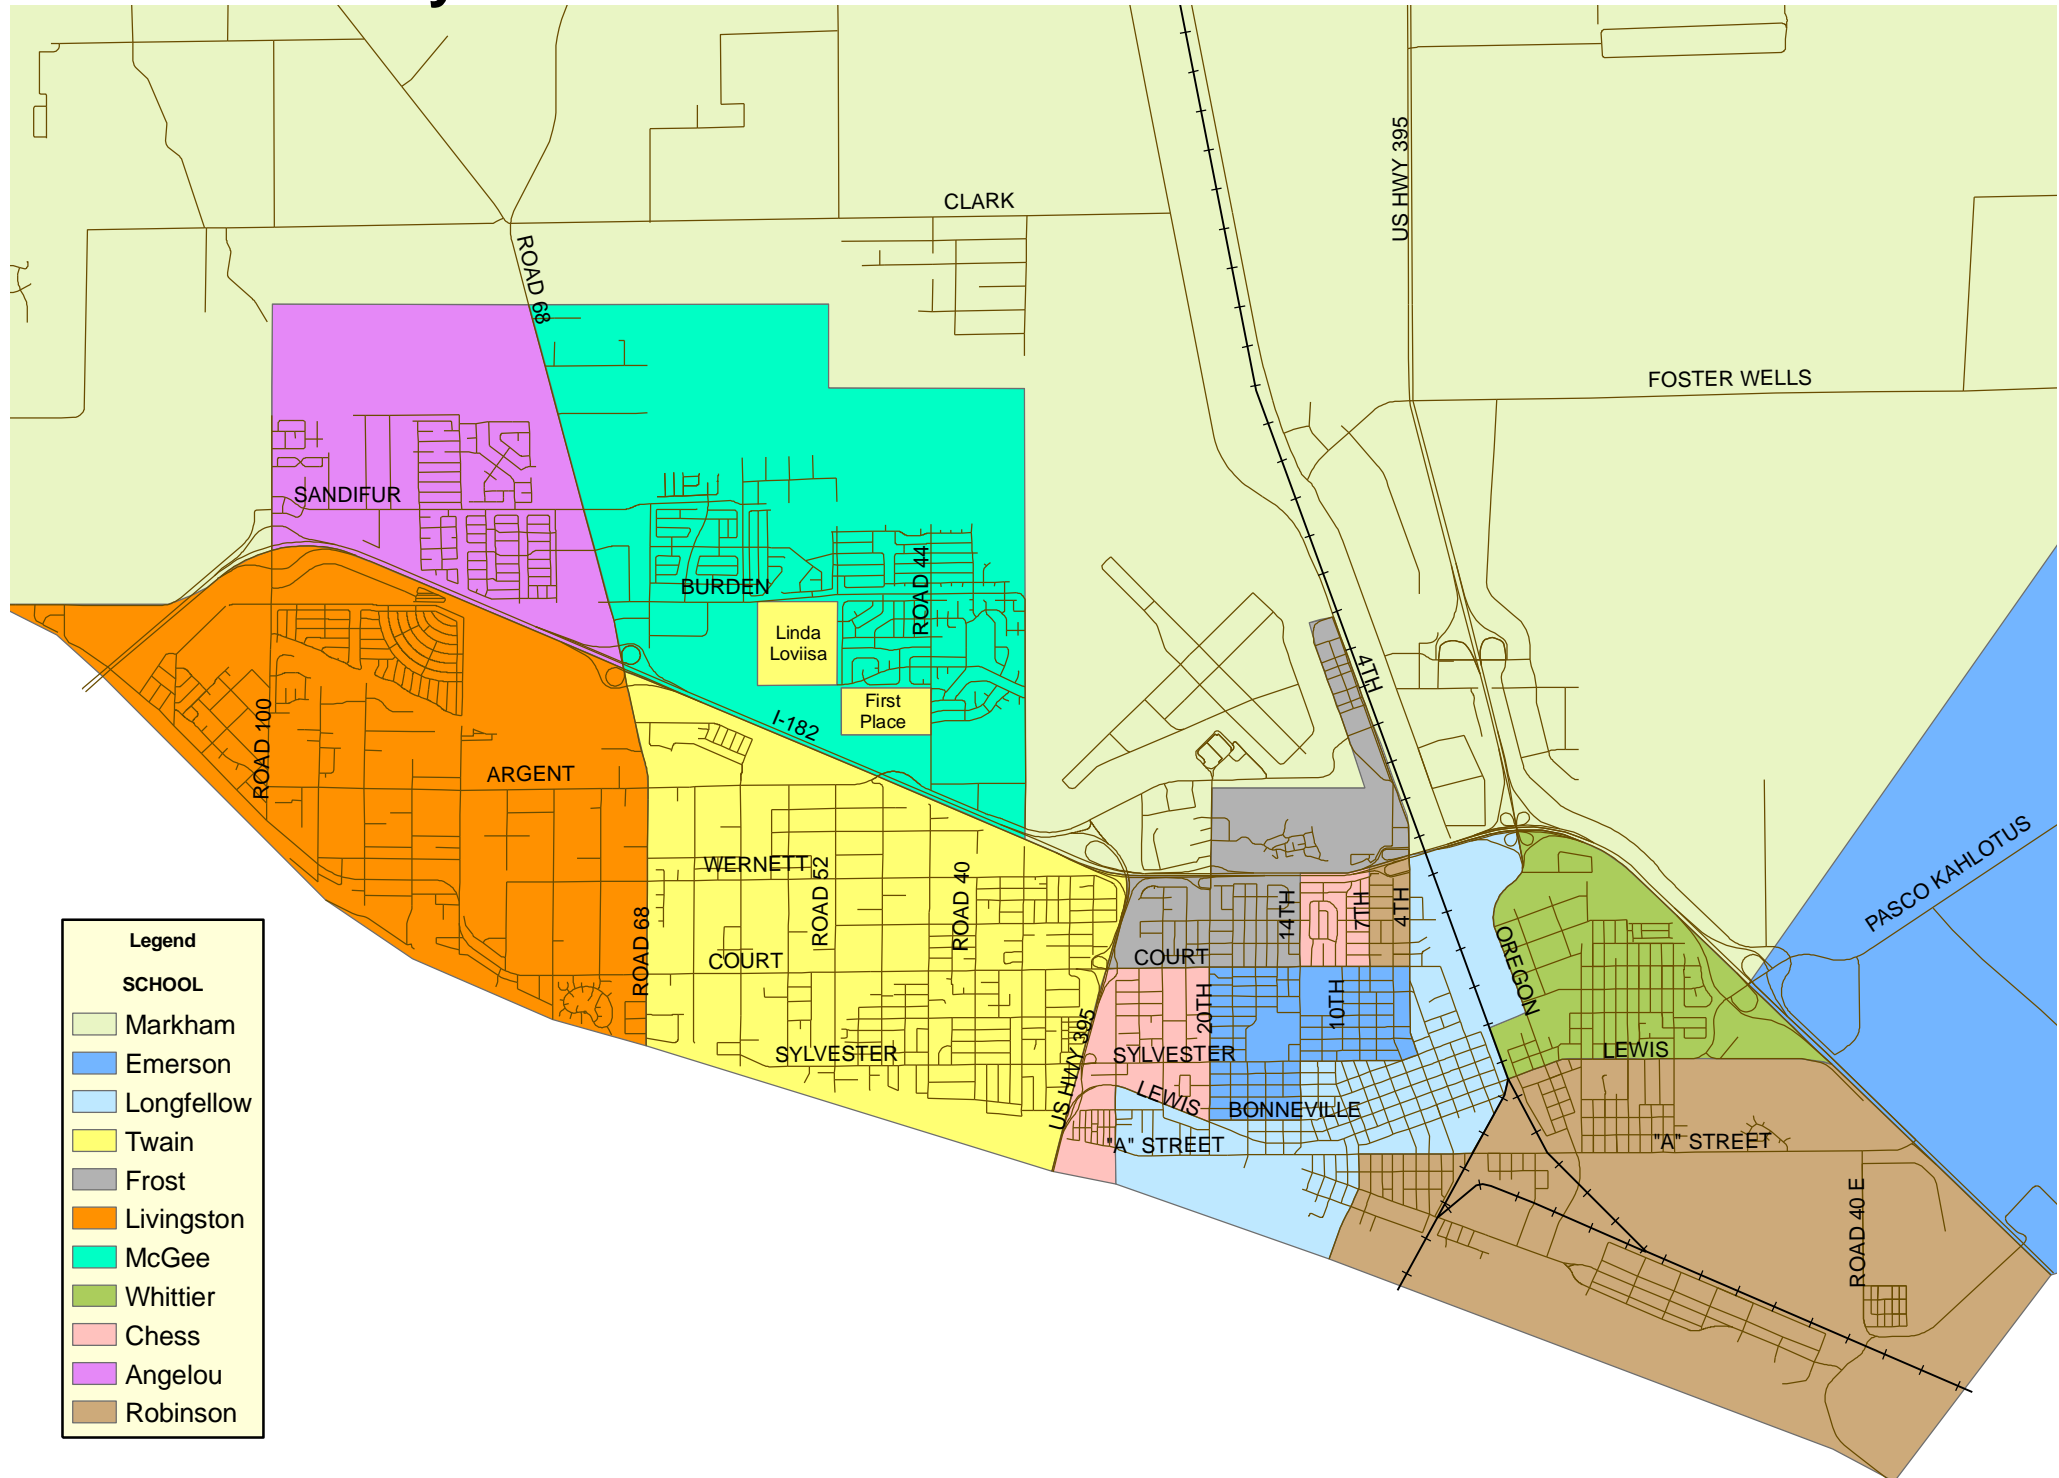 y
CLARK
US HWY 395
ROAD 68
FOSTER WELLS
SANDIFUR
BURDEN
ROAD 44
Linda
Loviisa
First
Place
4TH
I-182
ROAD 100
ARGENT
WERNETT
ROAD 52
ROAD 40
ROAD 68
COURT
SYLVESTER
US HWY 395
COURT
14TH
7TH
4TH
OREGON
PASCO KAHLOTUS
20TH
10TH
SYLVESTER
LEWIS
LEWIS
BONNEVILLE
"A" STREET
"A" STREET
ROAD 40 E
Legend
SCHOOL
Markham
Emerson
Longfellow
Twain
Frost
Livingston
McGee
Whittier
Chess
Angelou
Robinson